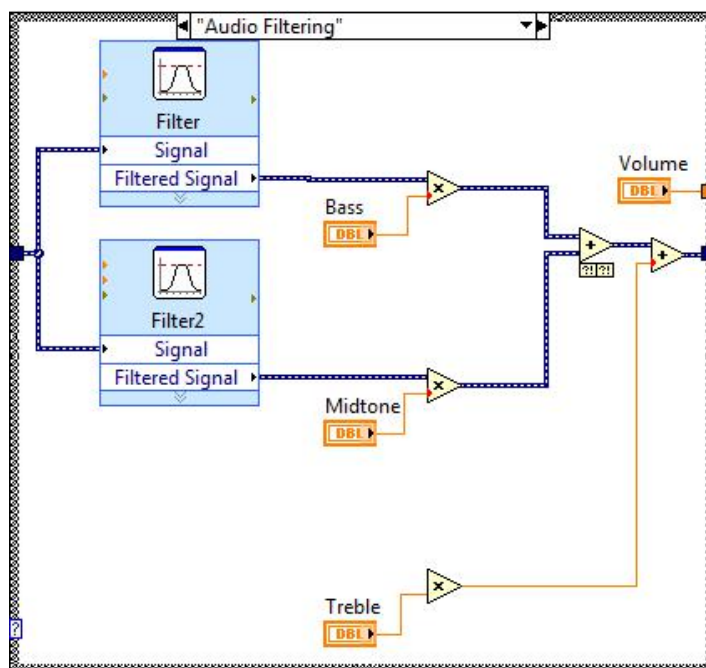 "Audio Filtering"
Filter
Signal
Filtered Signal
Volume
DBL
Bass
DBL
?! ?!
Filter2
Signal
Filtered Signal
Midtone
DBL
Treble
DBL
?